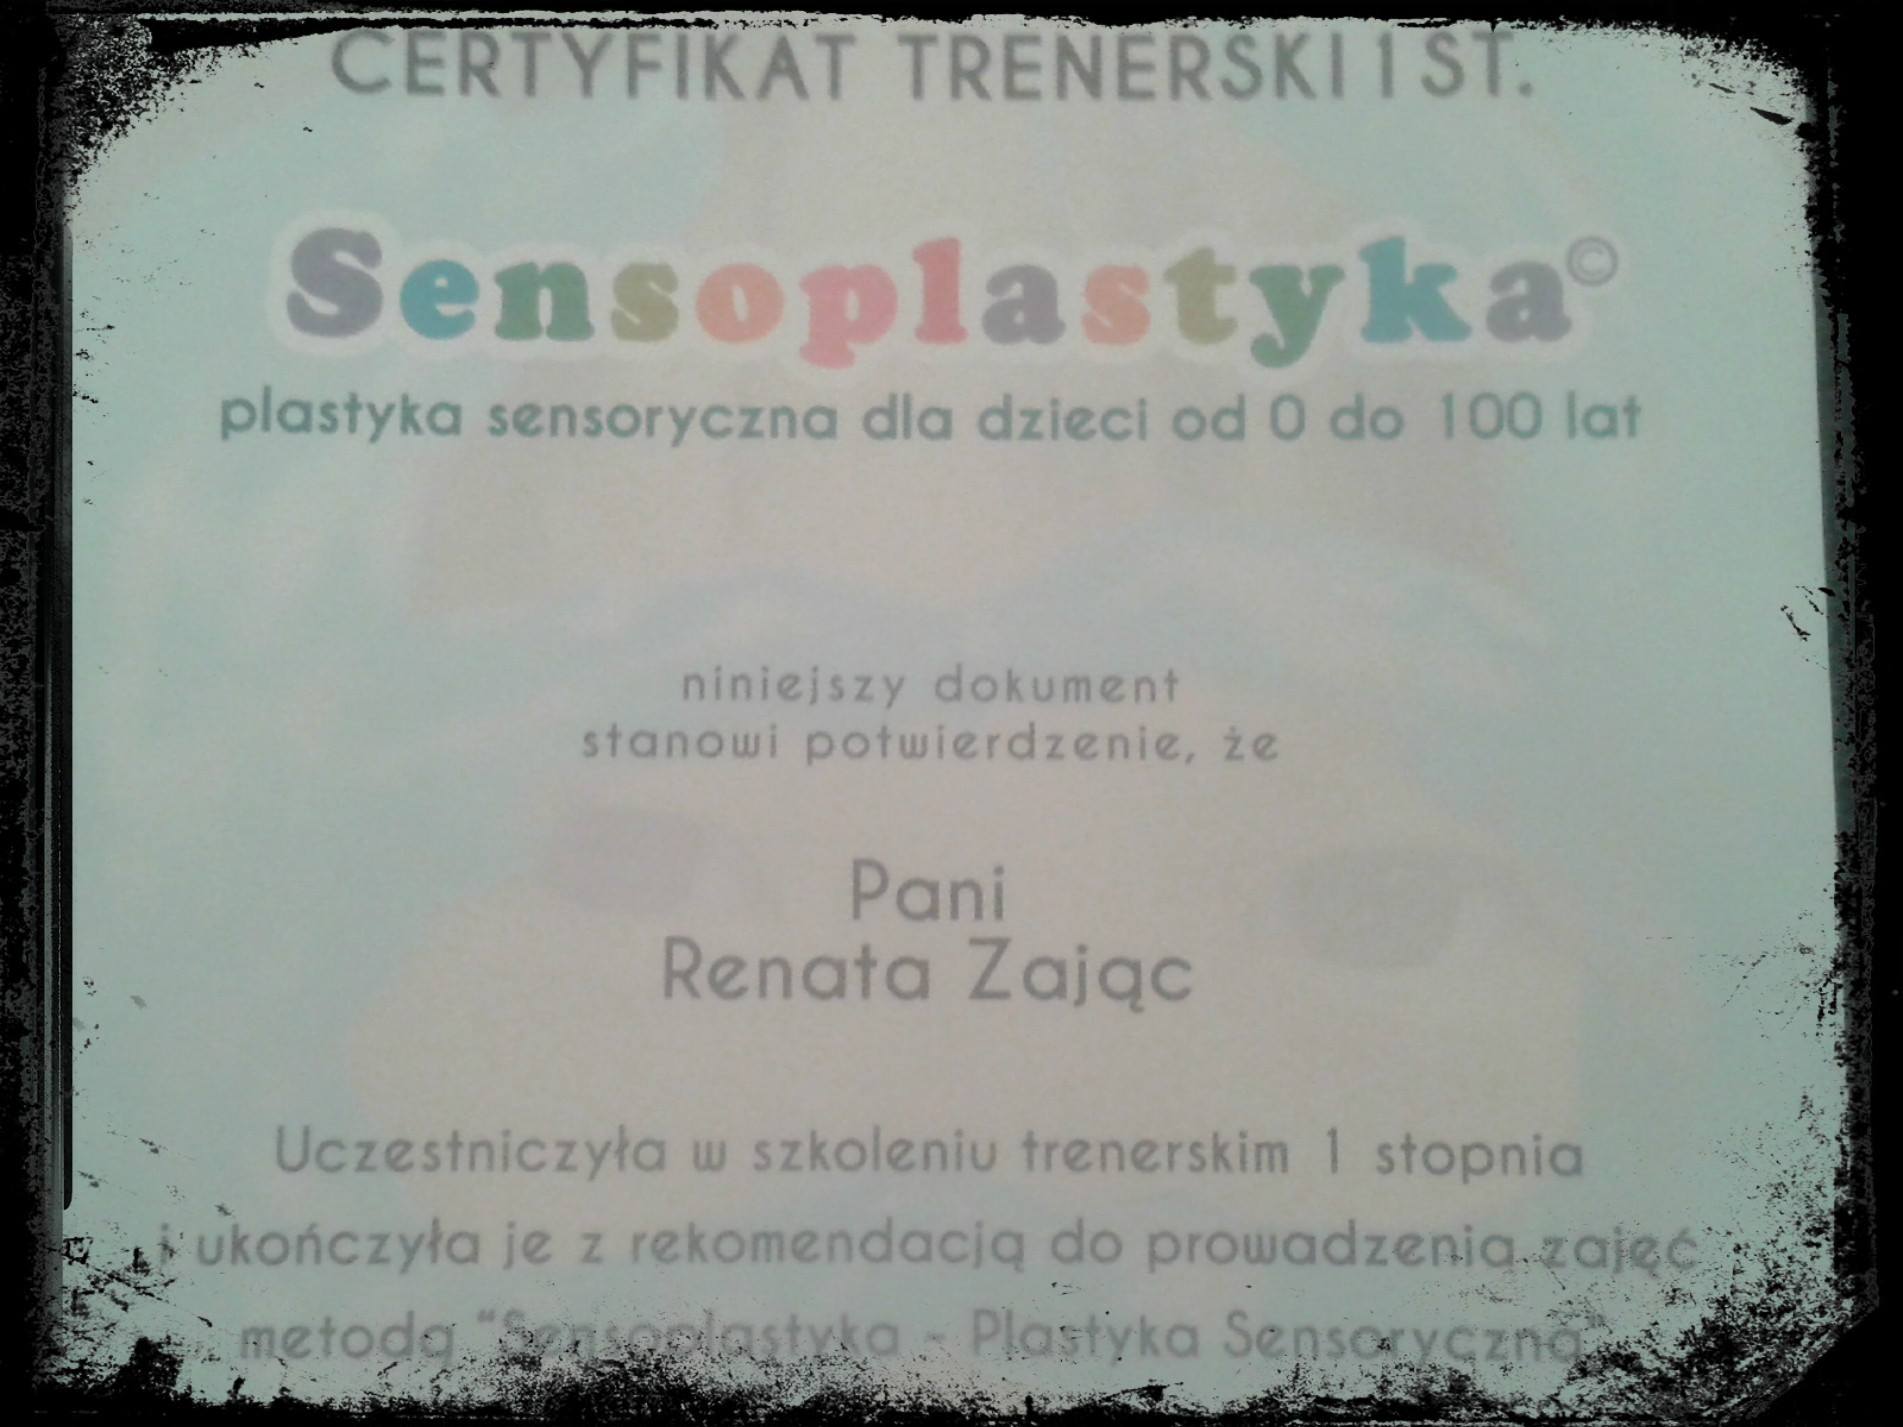 CERTYFIKAT TRENERSKI 1 ST.
Sensoplastyka©
plastyka sensoryczna dla dzieci od 0 do 100 lat
niniejszy dokument
stanowi potwierdzenie, że
Pani
Renata Zając
Uczestniczyła w szkoleniu trenerskim 1 stopnia
i ukończyła je z rekomendacją do prowadzenia zajęć
metodą "Sensoplastyka - Plastyka Sensoryczna"